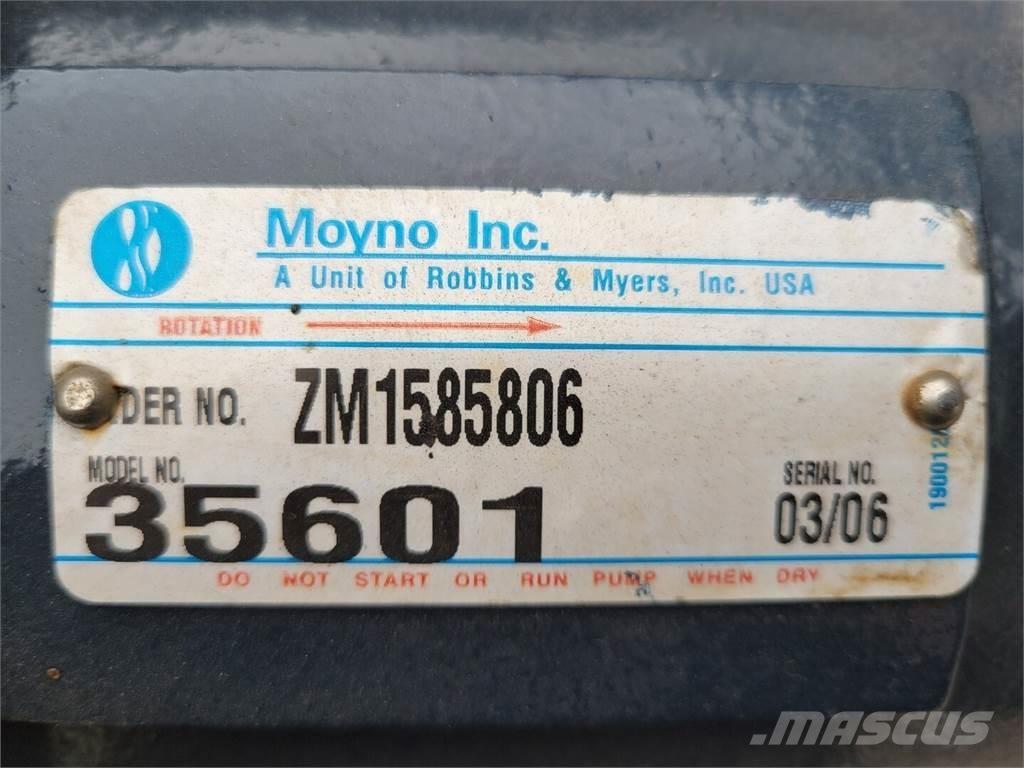 Moyno Inc.
A Unit of Robbins & Myers, Inc. USA
ROTATION
DER NO. ZM1585806
MODEL NO.
35601
SERIAL NO.
03/06
190012
DO NOT START OR RUN PUMP WHEN DRY
MASCUS